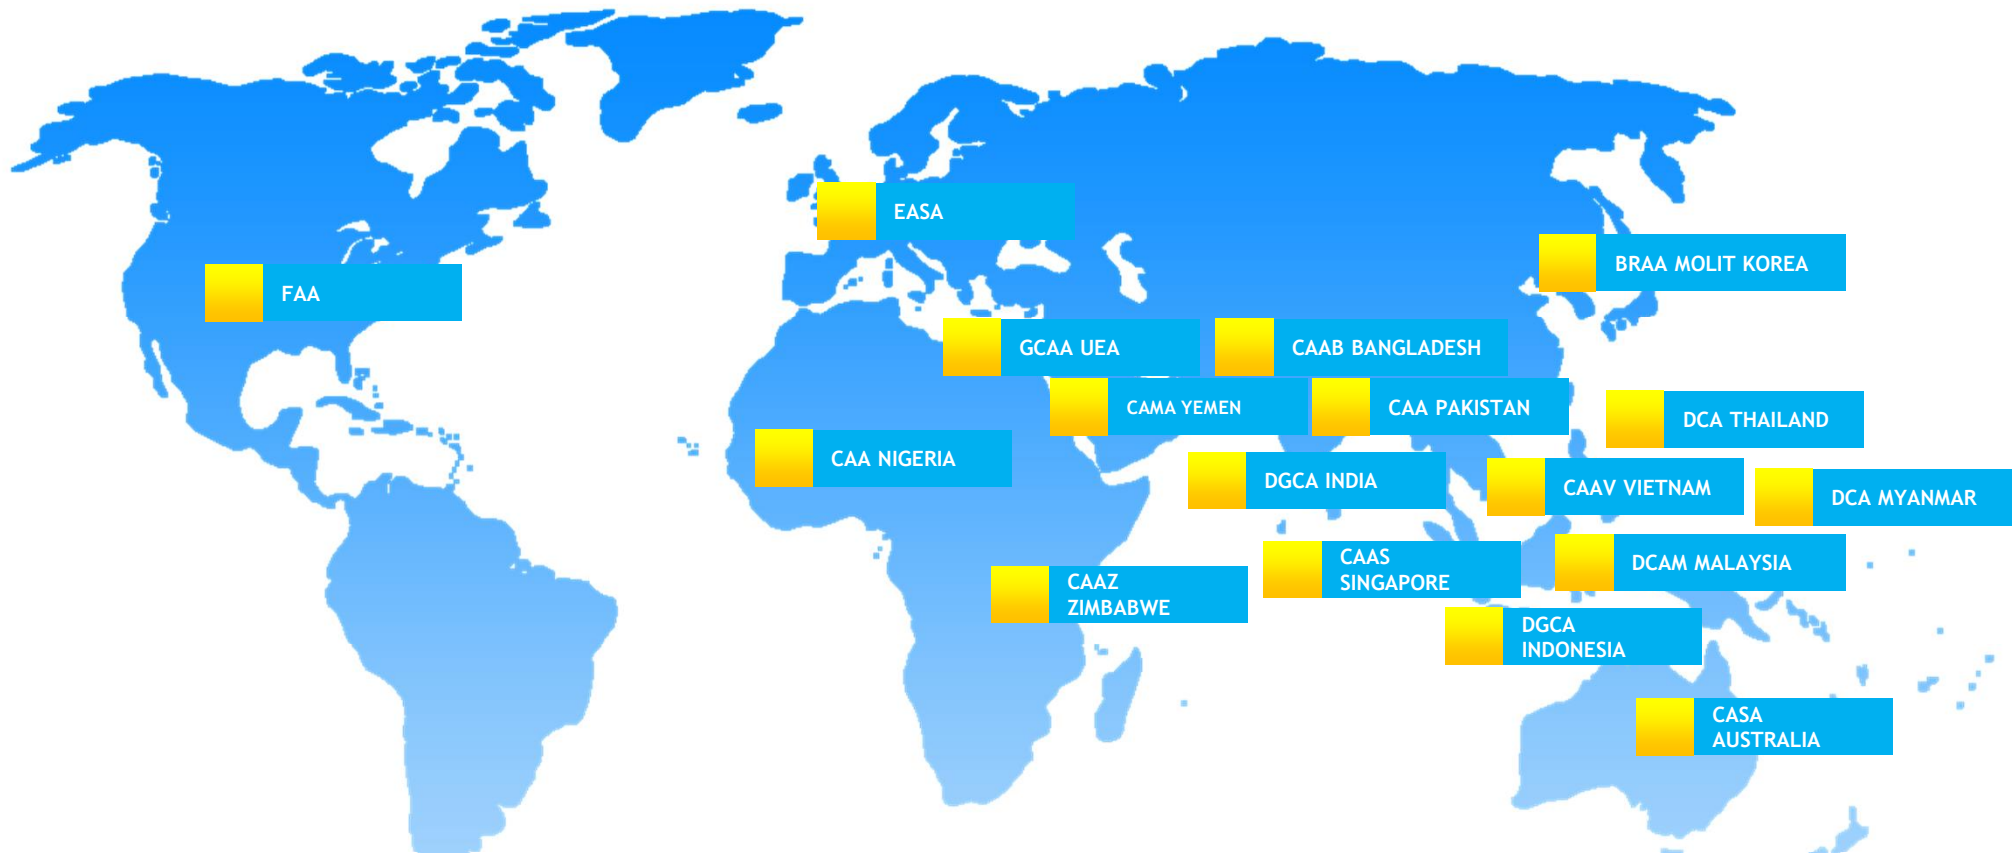 EASA
BRAA MOLIT KOREA
FAA
GCAA UEA
CAAB BANGLADESH
CAMA YEMEN
CAA PAKISTAN
DCA THAILAND
CAA NIGERIA
DGCA INDIA
CAAV VIETNAM
DCA MYANMAR
CAAS
SINGAPORE
DCAM MALAYSIA
CAAZ
ZIMBABWE
DGCA
INDONESIA
CASA
AUSTRALIA